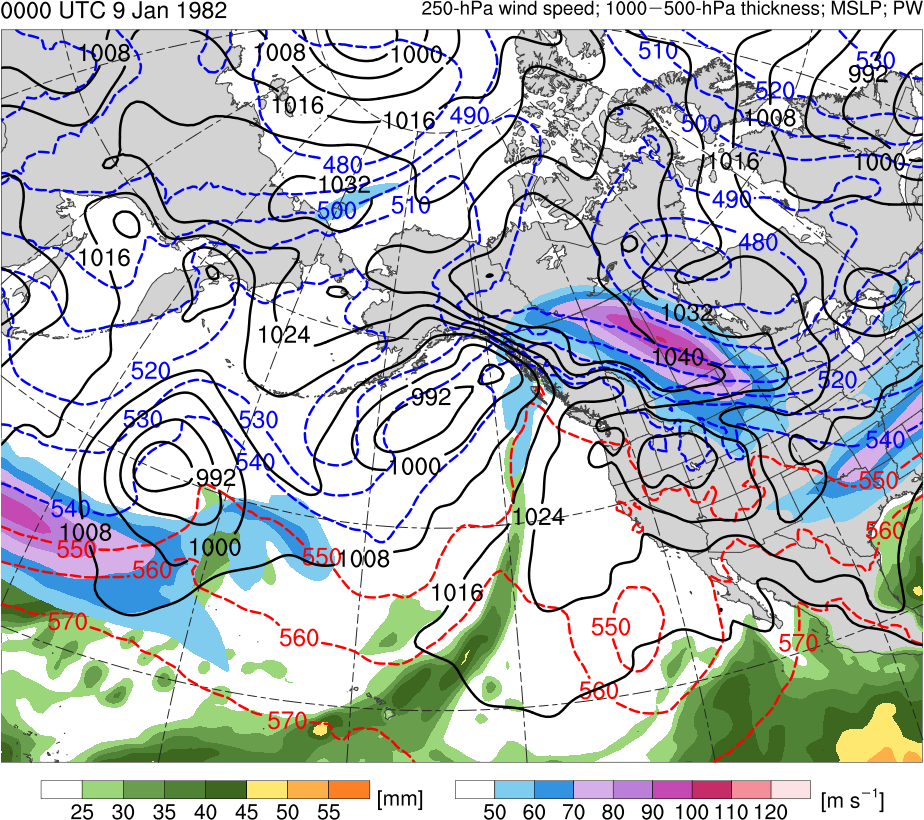 0000 UTC 9 Jan 1982 250-hPa wind speed; 1000−500-hPa thickness; MSLP; PW
1008 1008 1000 510 530
992
520
1016 1016 490 500 1008
480 1016 1000
1032
560 510 490
480
1016
1032
1024
1040
520 520
992
530 530
540
540 1000 550
992
540 1024 560
1008
550 1000 550 1008
560
1016
570 550
560 570
560
570
25 30 35 40 45 50 55 [mm] 50 60 70 80 90 100 110 120 [m s⁻¹]